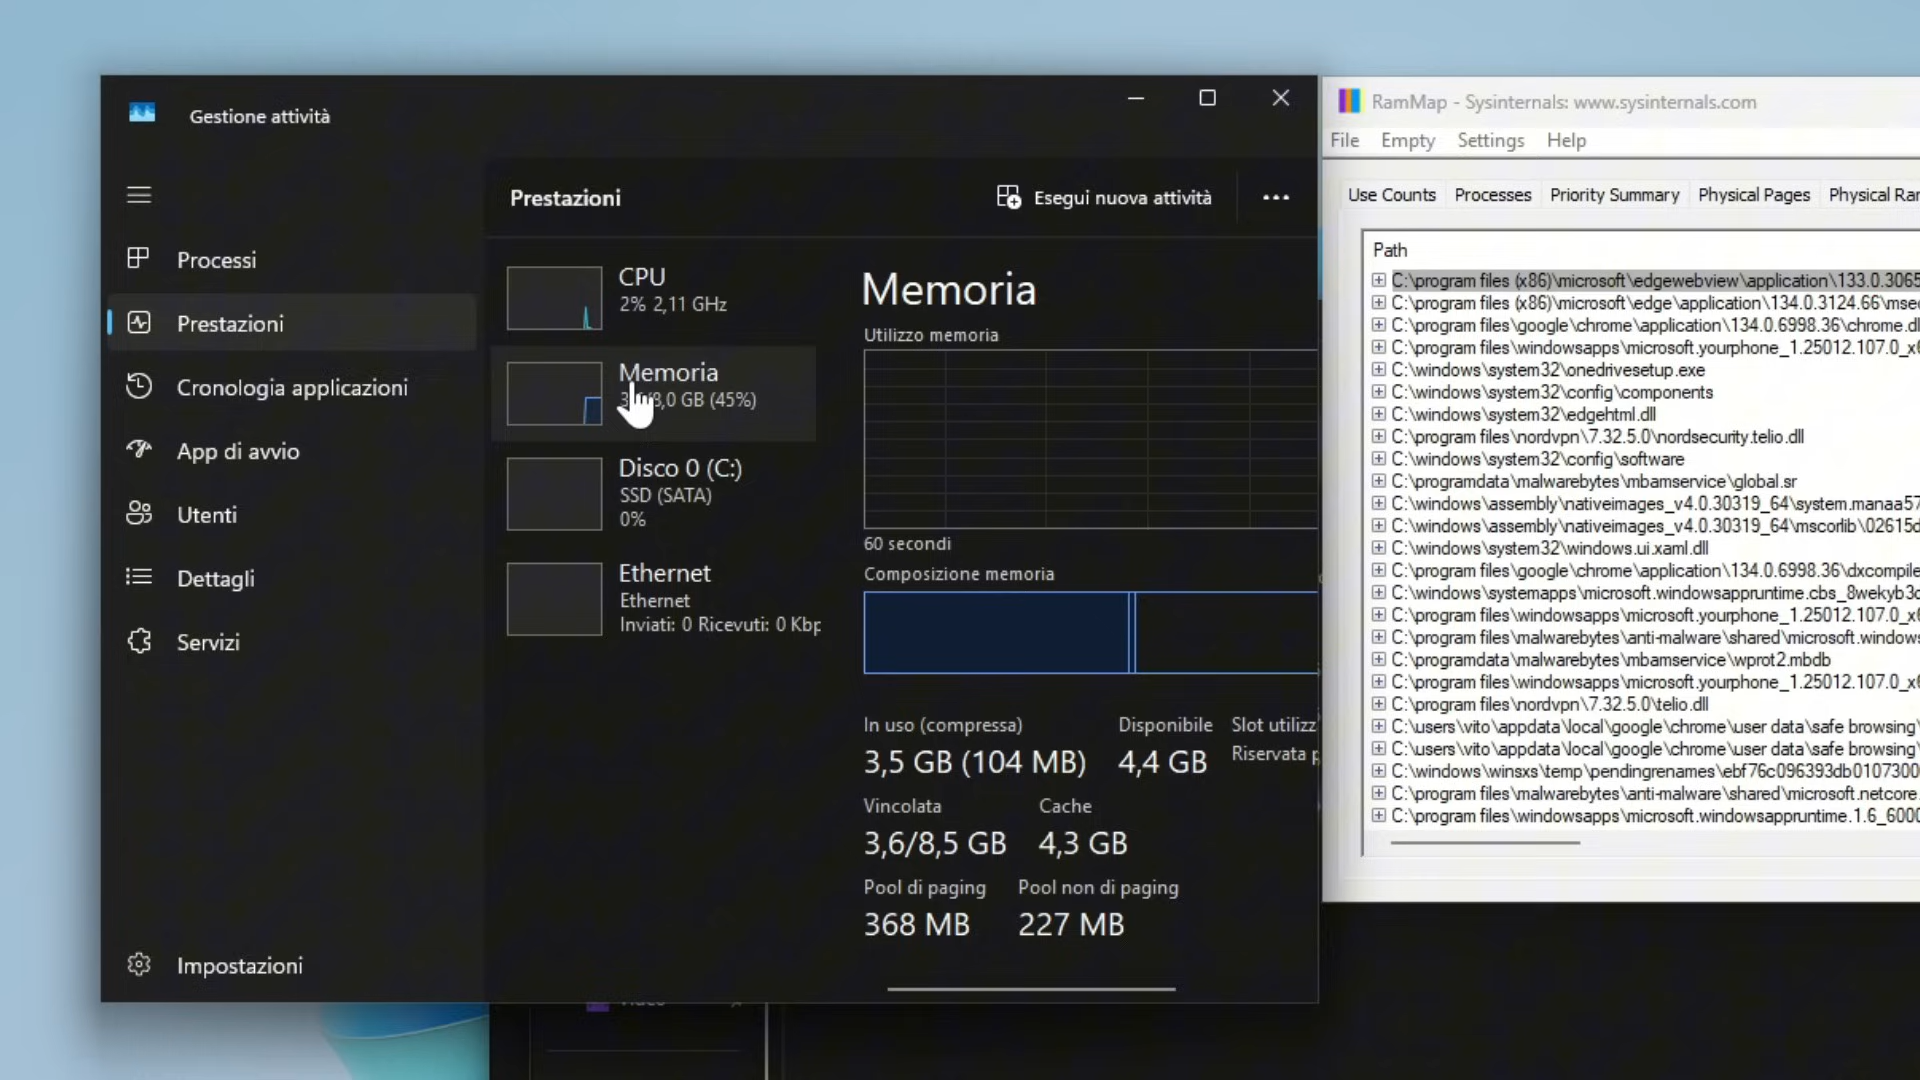 Gestione attività
Processi
Prestazioni
Cronologia applicazioni
App di avvio
Utenti
Dettagli
Servizi
Impostazioni
Prestazioni
Esegui nuova attività
CPU
2% 2,11 GHz
Memoria
8,0 GB (45%)
Disco 0 (C:)
SSD (SATA)
0%
Ethernet
Ethernet
Inviati: 0 Ricevuti: 0 Kbp
Memoria
Utilizzo memoria
60 secondi
Composizione memoria
In uso (compressa)
Disponibile
Slot utilizz
3,5 GB (104 MB)
4,4 GB
Riservata p
Vincolata
Cache
3,6/8,5 GB
4,3 GB
Pool di paging
Pool non di paging
368 MB
227 MB
RamMap - Sysinternals: www.sysinternals.com
File Empty Settings Help
Use Counts Processes Priority Summary Physical Pages Physical Ran
Path
C:\program files (x86)\microsoft\edgewebview\application\133.0.3065
C:\program files (x86)\microsoft\edge\application\134.0.3124.66\mse
C:\program files\google\chrome\application\134.0.6998.36\chrome.dl
C:\program files\windowsapps\microsoft.yourphone_1.25012.107.0_x6
C:\windows\system32\onedrivesetup.exe
C:\windows\system32\config\components
C:\windows\system32\edgehtml.dll
C:\program files\nordvpn\7.32.5.0\nordsecurity.telio.dll
C:\windows\system32\config\software
C:\programdata\malwarebytes\mbamservice\global.sr
C:\windows\assembly\nativeimages_v4.0.30319_64\system.manaa57
C:\windows\assembly\nativeimages_v4.0.30319_64\mscorlib\02615d
C:\windows\system32\windows.ui.xaml.dll
C:\program files\google\chrome\application\134.0.6998.36\dxcompile
C:\windows\systemapps\microsoft.windowsappruntime.cbs_8wekyb3c
C:\program files\windowsapps\microsoft.yourphone_1.25012.107.0_x6
C:\program files\malwarebytes\anti-malware\shared\microsoft.window
C:\programdata\malwarebytes\mbamservice\wprot2.mbdb
C:\program files\windowsapps\microsoft.yourphone_1.25012.107.0_x6
C:\program files\nordvpn\7.32.5.0\telio.dll
C:\users\vito\appdata\local\google\chrome\user data\safe browsing\
C:\users\vito\appdata\local\google\chrome\user data\safe browsing\
C:\windows\winsxs\temp\pendingrenames\ebf76c096393db0107300
C:\program files\malwarebytes\anti-malware\shared\microsoft.netcore.
C:\program files\windowsapps\microsoft.windowsappruntime.1.6_6000